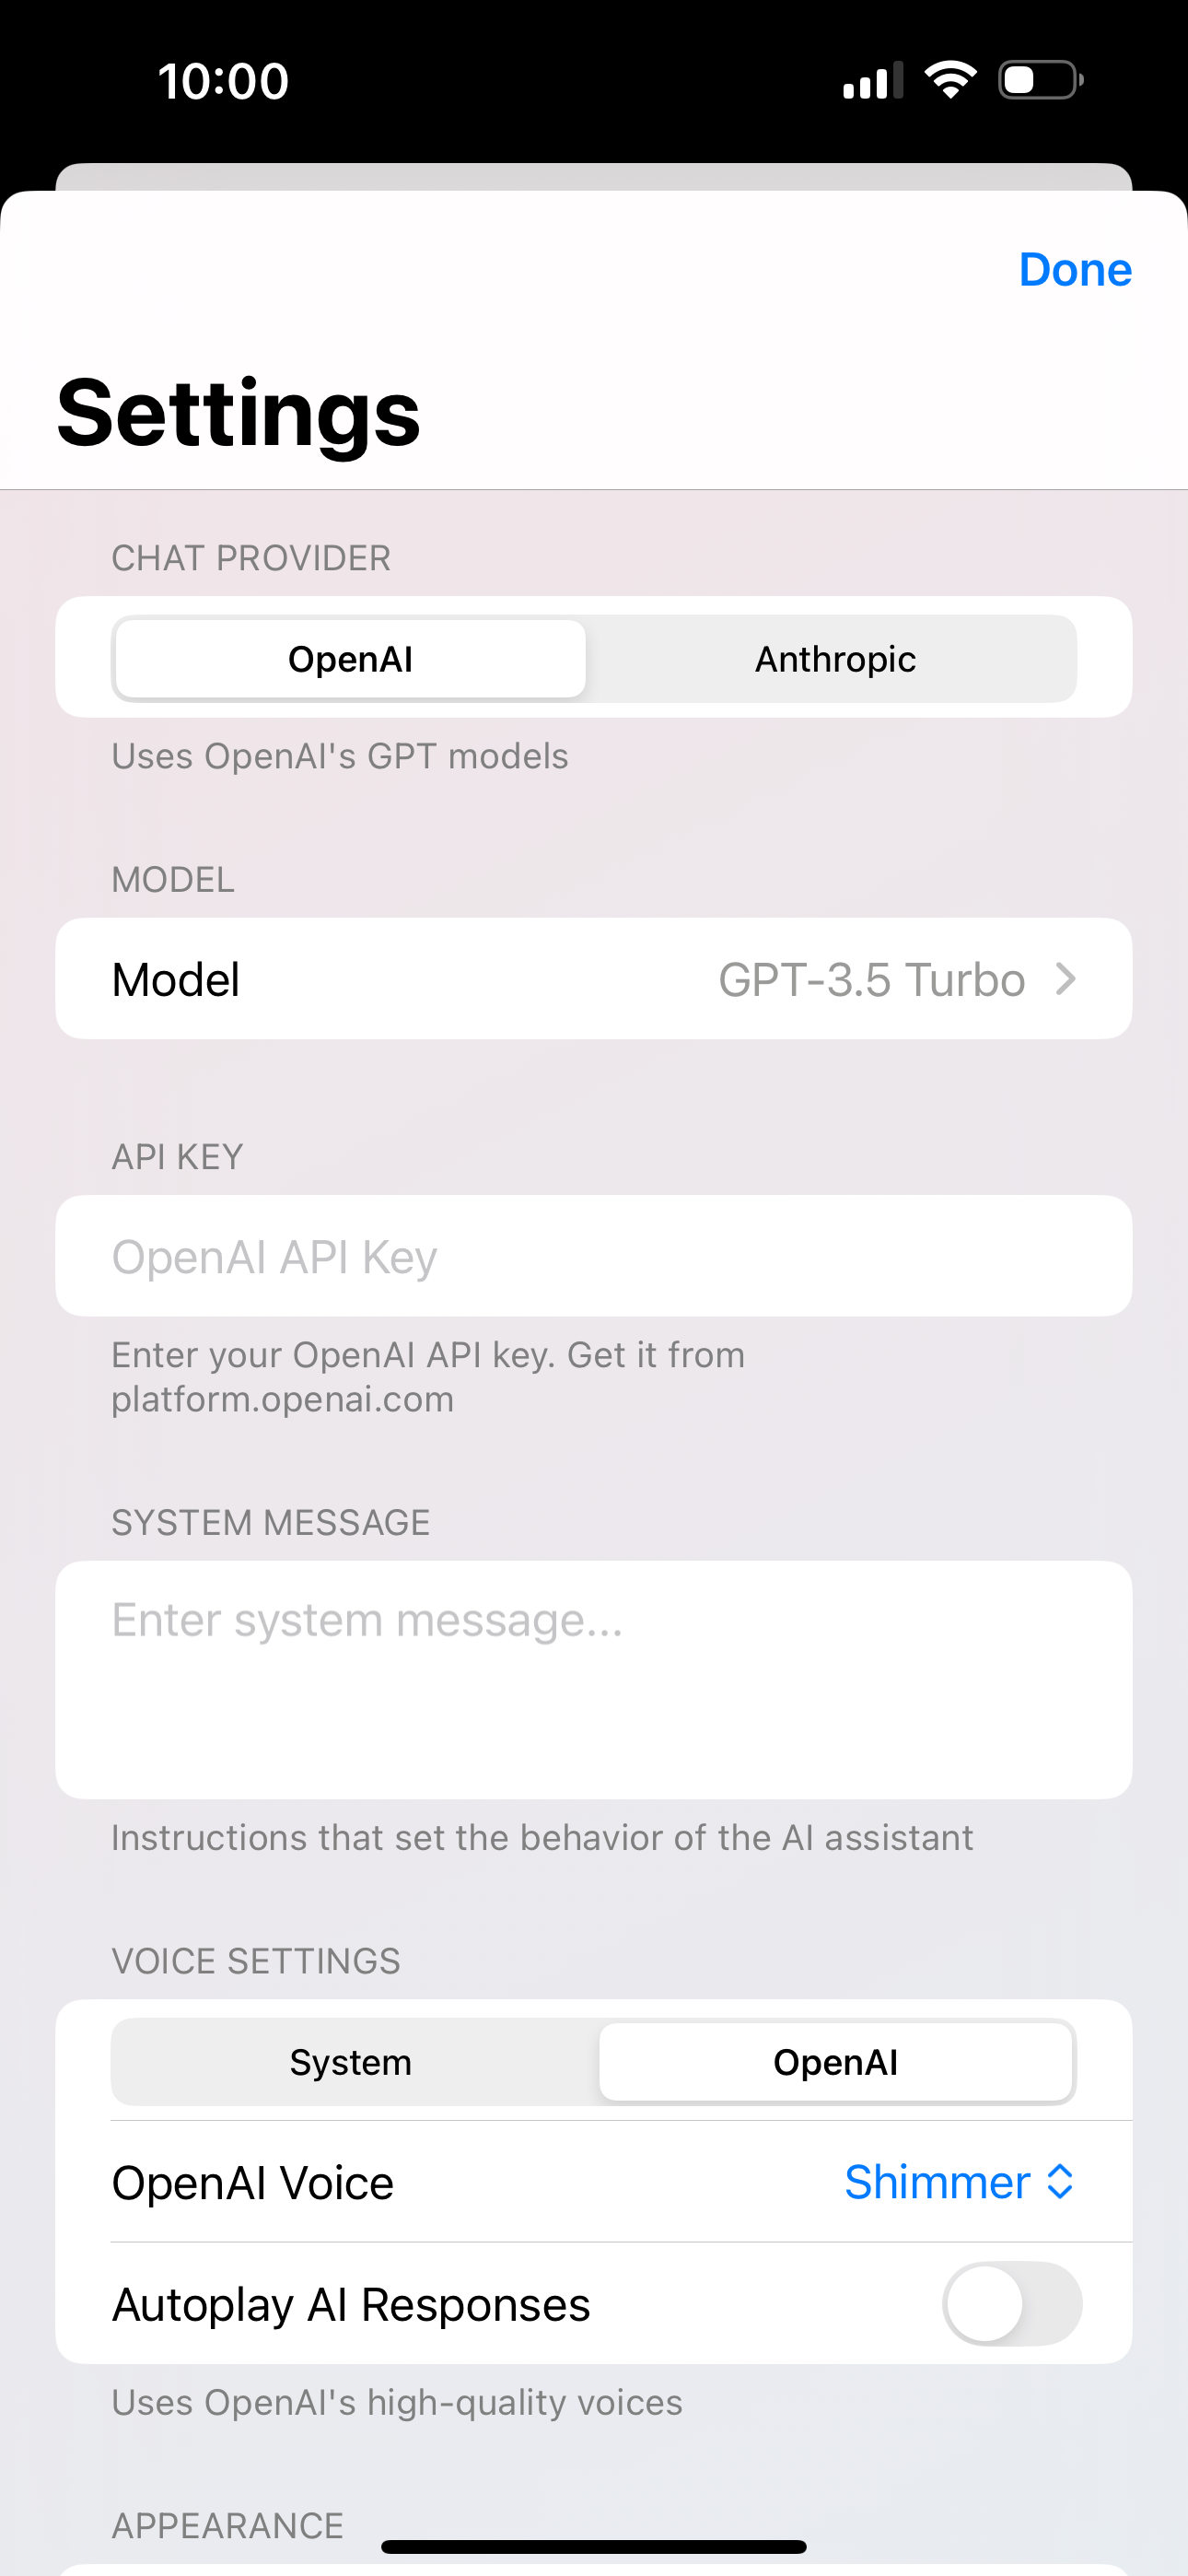 10:00
Done
Settings
CHAT PROVIDER
OpenAI
Anthropic
Uses OpenAI's GPT models
MODEL
Model
GPT-3.5 Turbo
API KEY
OpenAI API Key
Enter your OpenAI API key. Get it from
platform.openai.com
SYSTEM MESSAGE
Enter system message...
Instructions that set the behavior of the AI assistant
VOICE SETTINGS
System
OpenAI
OpenAI Voice
Shimmer
Autoplay AI Responses
Uses OpenAI's high-quality voices
APPEARANCE